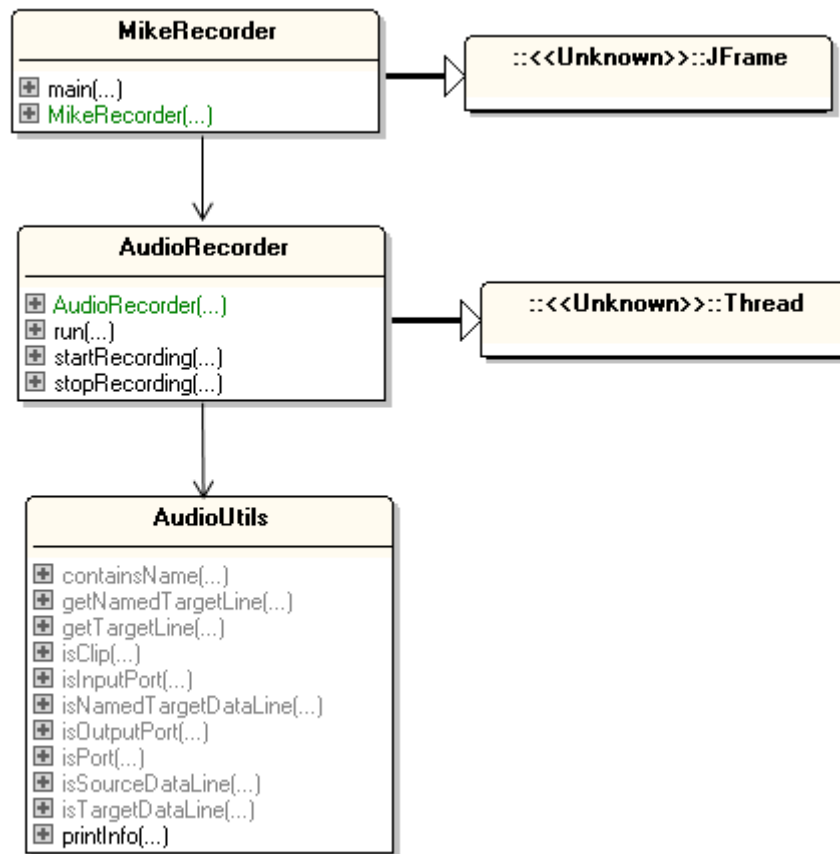 MikeRecorder
main(...)
MikeRecorder(...)
::<<Unknown>>::JFrame
AudioRecorder
AudioRecorder(...)
run(...)
startRecording(...)
stopRecording(...)
::<<Unknown>>::Thread
AudioUtils
containsName(...)
getNamedTargetLine(...)
getTargetLine(...)
isClip(...)
isInputPort(...)
isNamedTargetDataLine(...)
isOutputPort(...)
isPort(...)
isSourceDataLine(...)
isTargetDataLine(...)
printInfo(...)